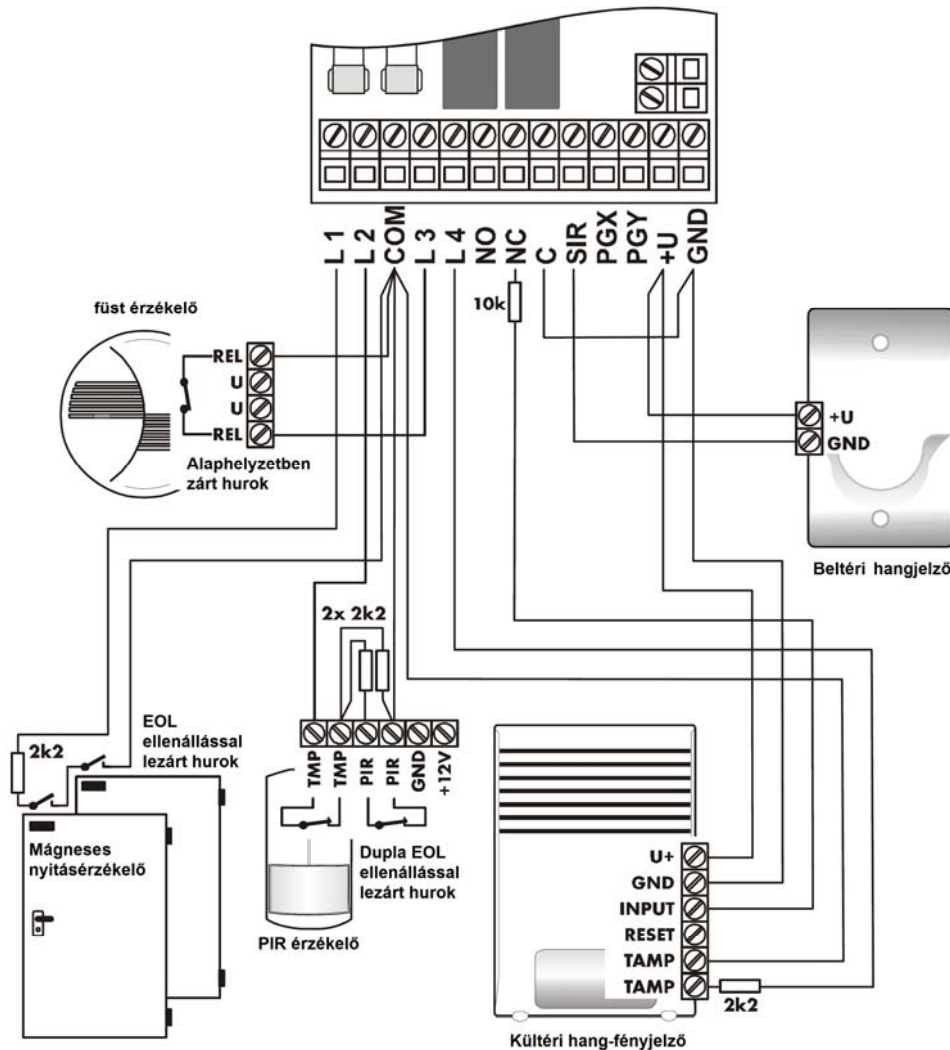 L 1
L 2
COM
L 3
L 4
NO
NC
C
SIR
PGX
PGY
+U
GND
10k
füst érzékelő
REL
U
U
REL
Alaphelyzetben
zárt hurok
+U
GND
Beltéri hangjelző
2x 2k2
EOL
ellenállással
lezárt hurok
2k2
TMP
TMP
PIR
PIR
GND
+12V
Mágneses
nyitásérzékelő
Dupla EOL
ellenállással
lezárt hurok
PIR érzékelő
U+
GND
INPUT
RESET
TAMP
TAMP
2k2
Kültéri hang-fényjelző